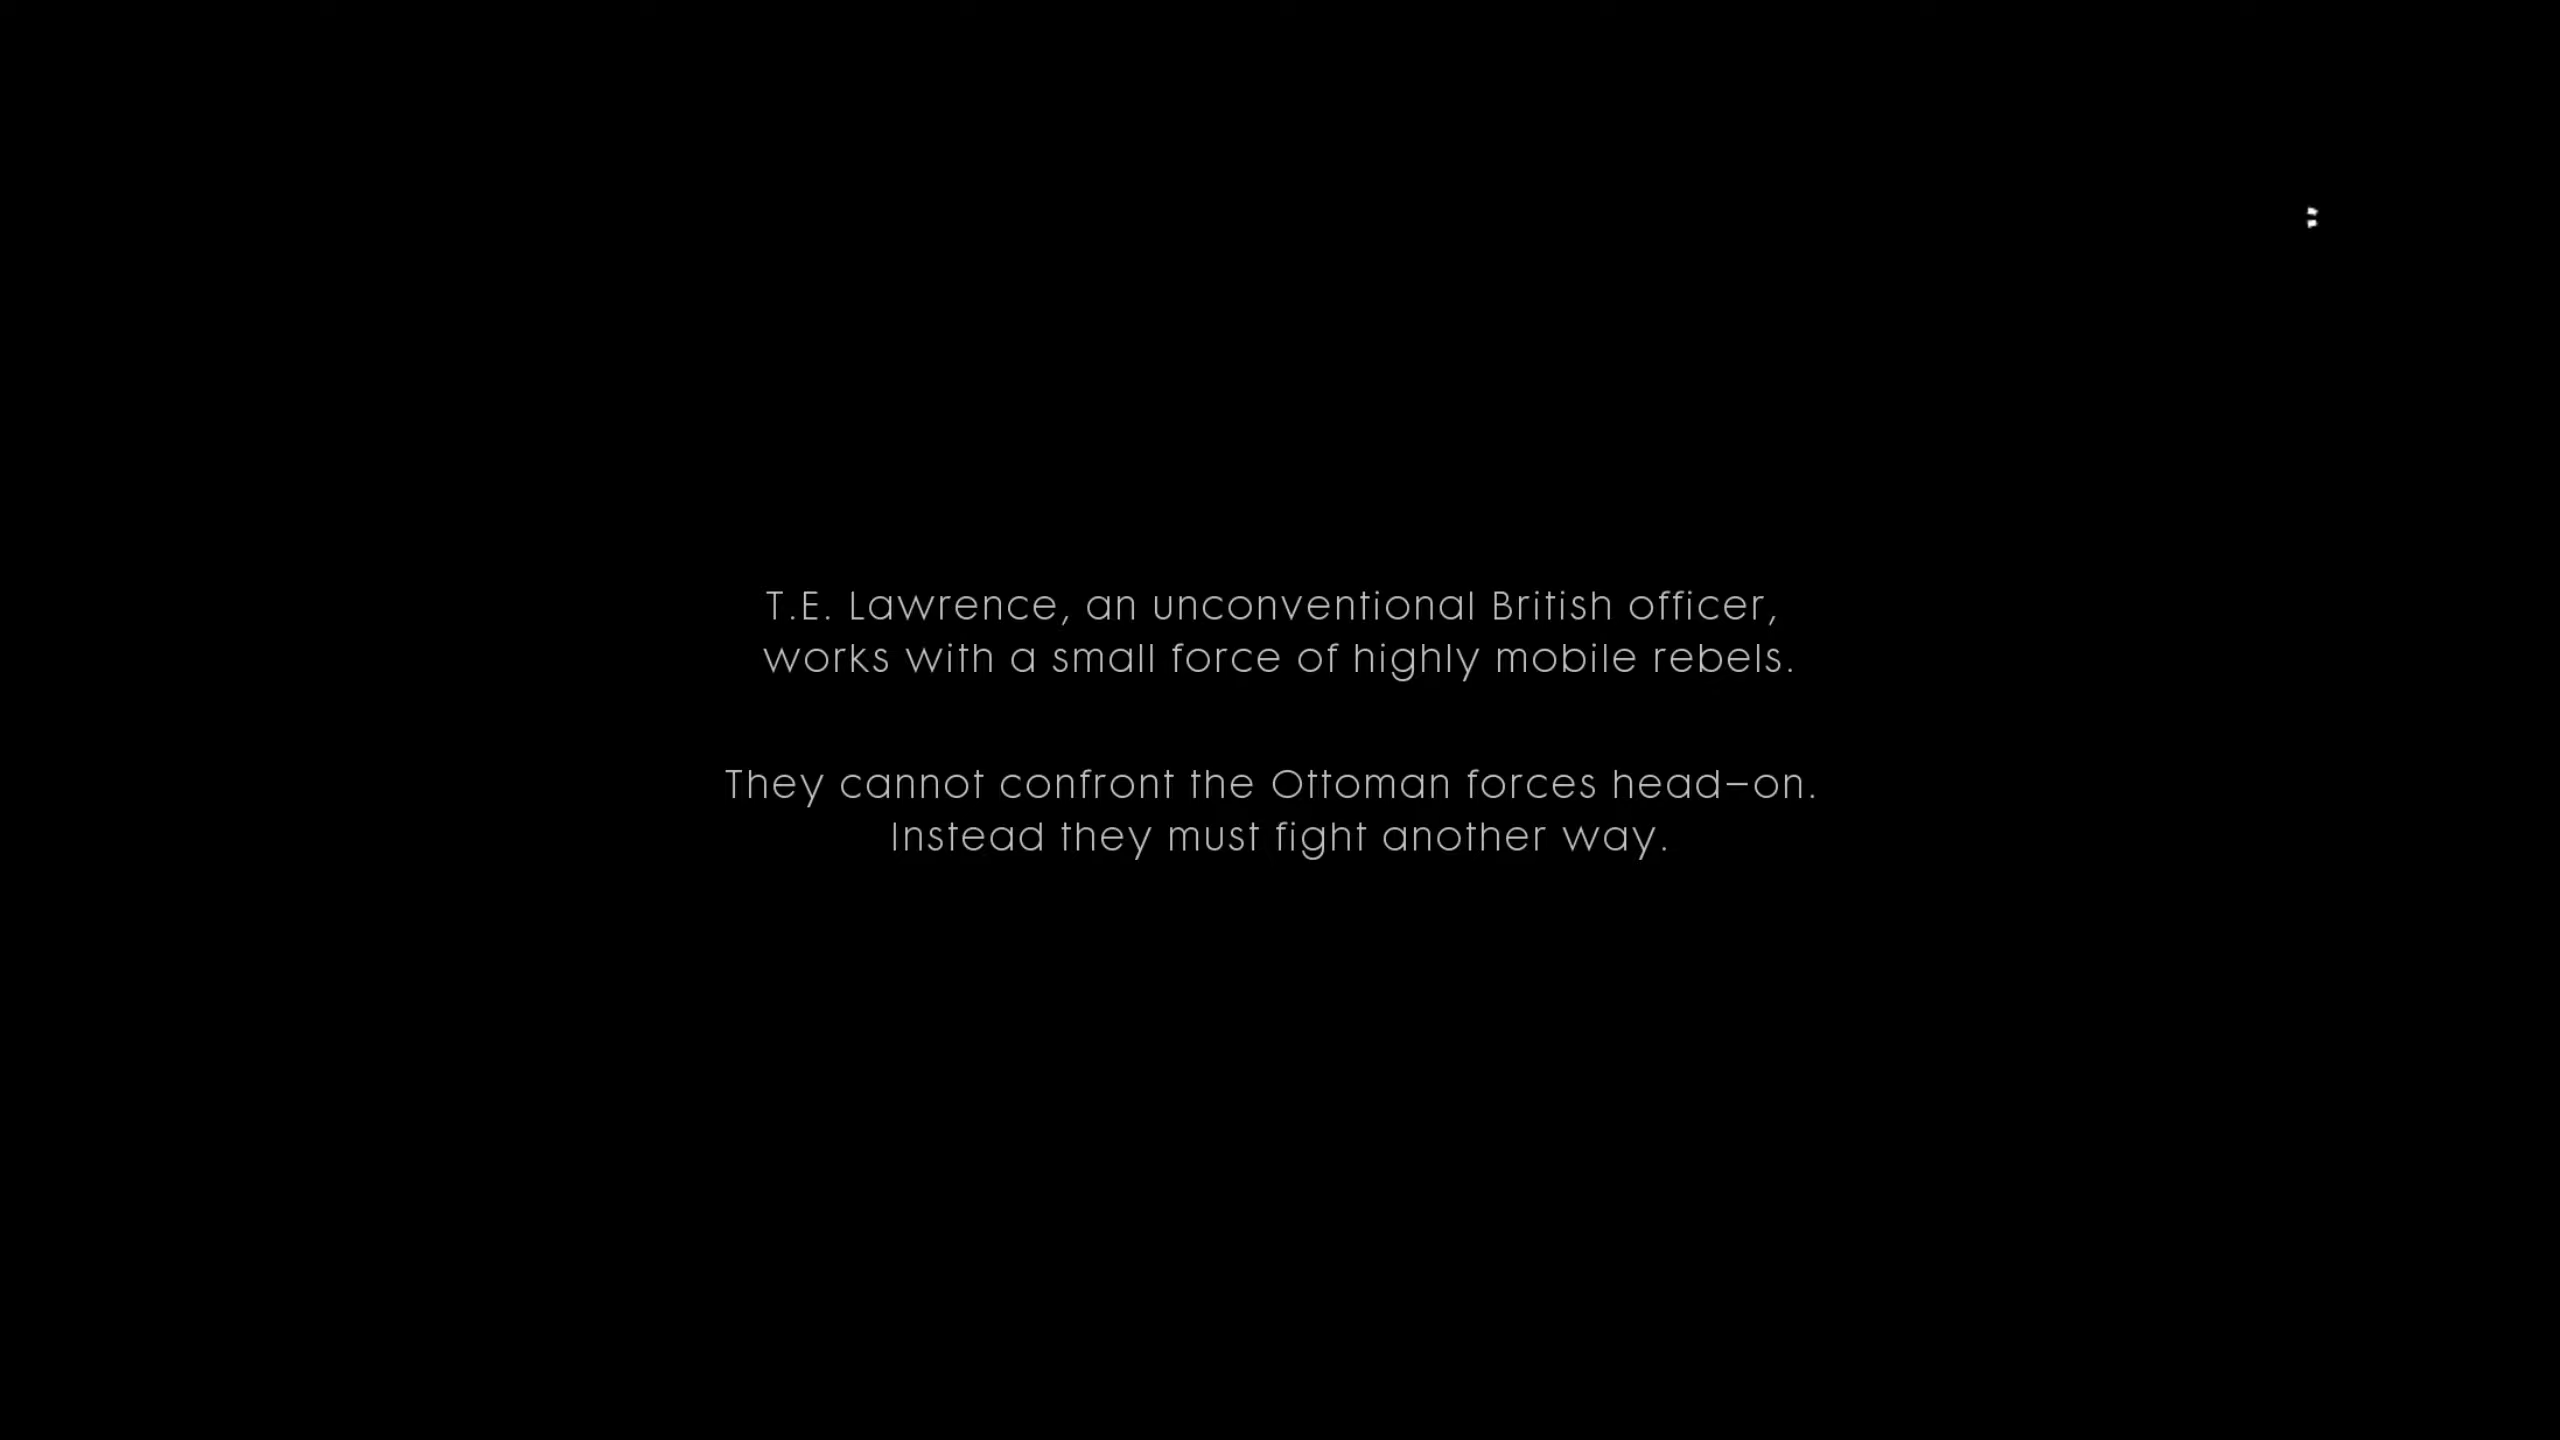 T.E. Lawrence, an unconventional British officer,
works with a small force of highly mobile rebels.
They cannot confront the Ottoman forces head-on.
Instead they must fight another way.